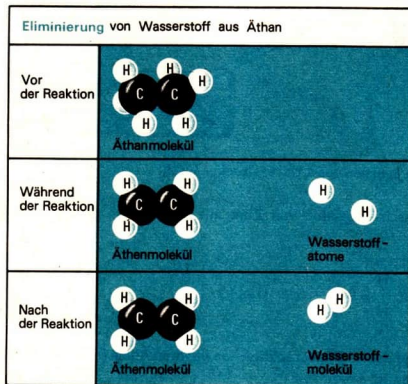 Eliminierung von Wasserstoff aus Äthan
Vor
der Reaktion
H H H
C C
H H
Äthanmolekül
Während
der Reaktion
H H
C C
H H
Äthenmolekül
H
H
Wasserstoff-
atome
Nach
der Reaktion
H H
C C
H H
Äthenmolekül
H H
Wasserstoff-
molekül